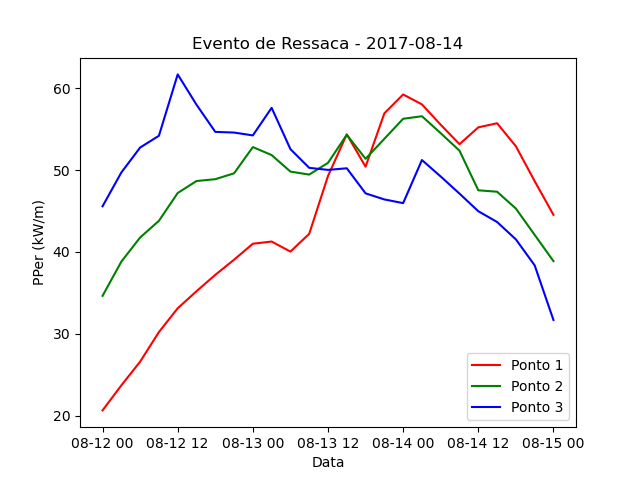 Evento de Ressaca - 2017-08-14
PPer (kW/m)
60
50
40
30
20
08-12 00 08-12 12 08-13 00 08-13 12 08-14 00 08-14 12 08-15 00
Data
Ponto 1
Ponto 2
Ponto 3